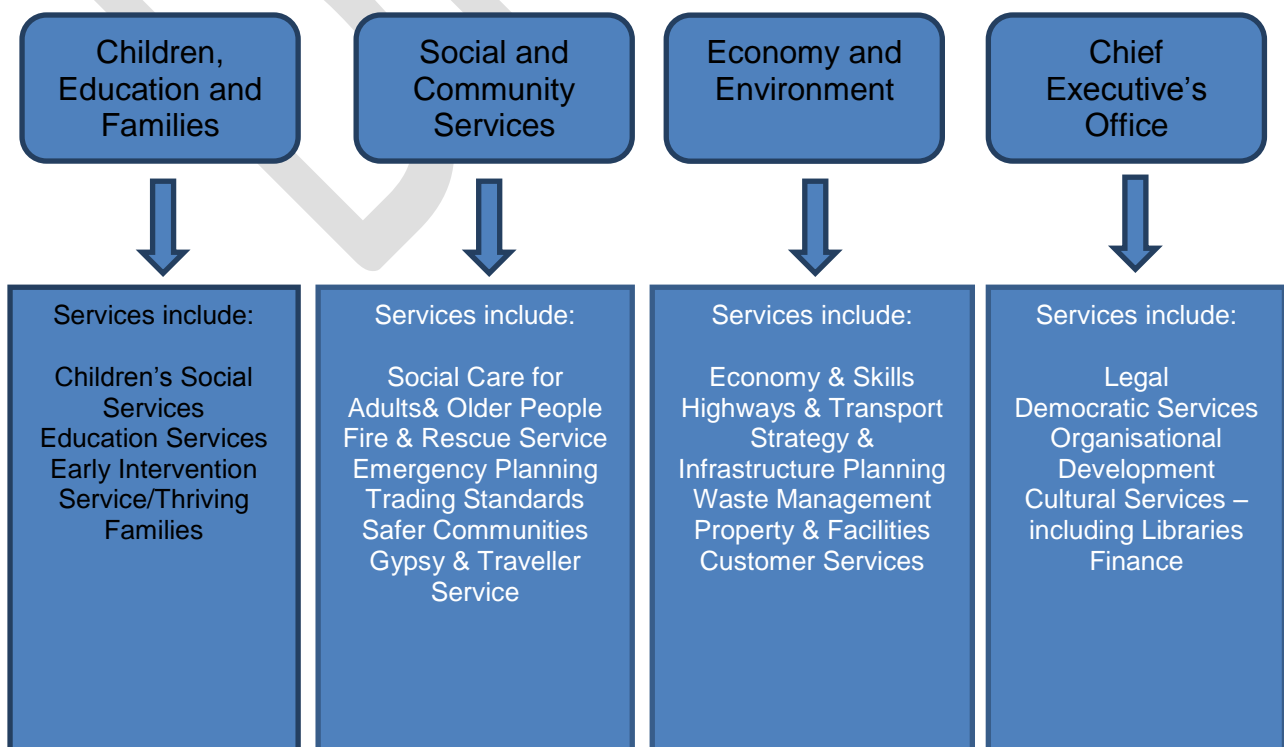 Children,
Education and
Families
Social and
Community
Services
Economy and
Environment
Chief
Executive's
Office
Services include:
Children's Social
Services
Education Services
Early Intervention
Service/Thriving
Families
Services include:
Social Care for
Adults& Older People
Fire & Rescue Service
Emergency Planning
Trading Standards
Safer Communities
Gypsy & Traveller
Service
Services include:
Economy & Skills
Highways & Transport
Strategy &
Infrastructure Planning
Waste Management
Property & Facilities
Customer Services
Services include:
Legal
Democratic Services
Organisational
Development
Cultural Services –
including Libraries
Finance